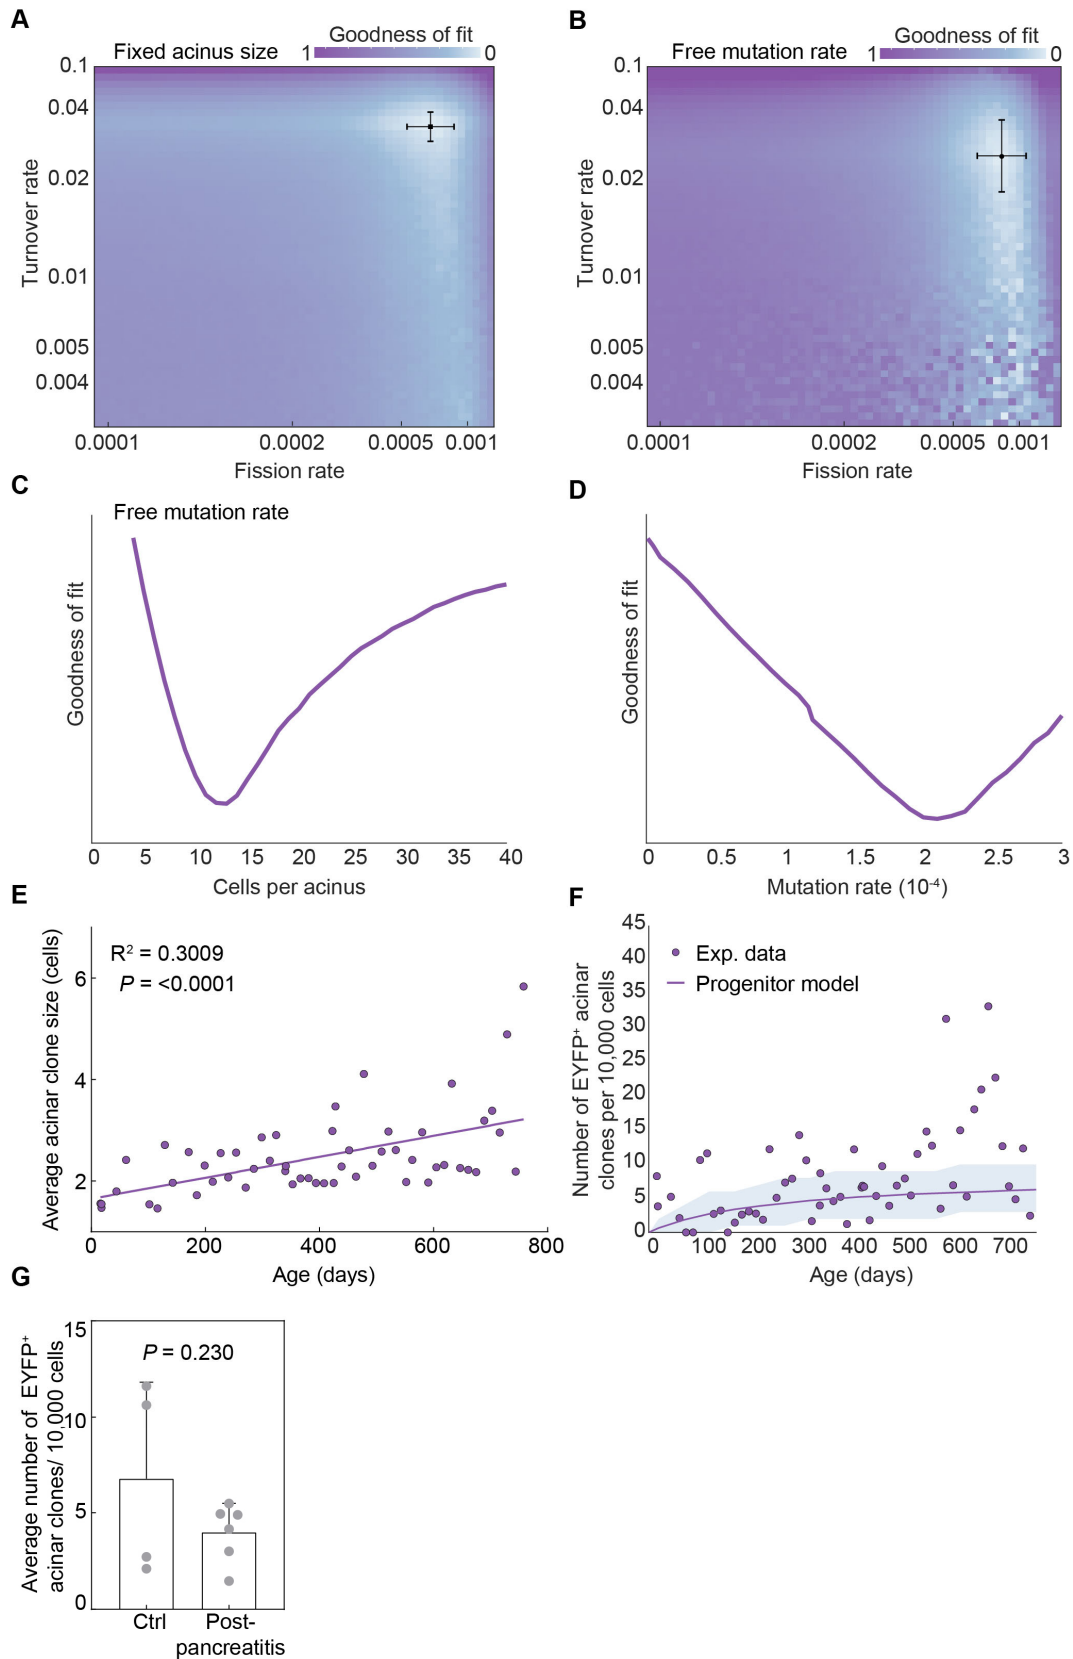 A
Fixed acinus size
Goodness of fit
1
0
0.1
0.04
0.02
0.01
0.005
0.004
Turnover rate
0.0001
0.0002
0.0005
0.001
Fission rate
B
Free mutation rate
Goodness of fit
1
0
0.1
0.04
0.02
0.01
0.005
0.004
Turnover rate
0.0001
0.0002
0.0005
0.001
Fission rate
C
Free mutation rate
Goodness of fit
0 5 10 15 20 25 30 35 40
Cells per acinus
D
Goodness of fit
0 0.5 1 1.5 2 2.5 3
Mutation rate (10⁻⁴)
E
R² = 0.3009
P = <0.0001
Average acinar clone size (cells)
6
4
2
0
0 200 400 600 800
Age (days)
F
Exp. data
Progenitor model
Number of EYFP⁺ acinar
clones per 10,000 cells
45
40
35
30
25
20
15
10
5
0
0 100 200 300 400 500 600 700
Age (days)
G
P = 0.230
Average number of EYFP⁺
acinar clones/ 10,000 cells
15
10
5
0
Ctrl
Post-
pancreatitis